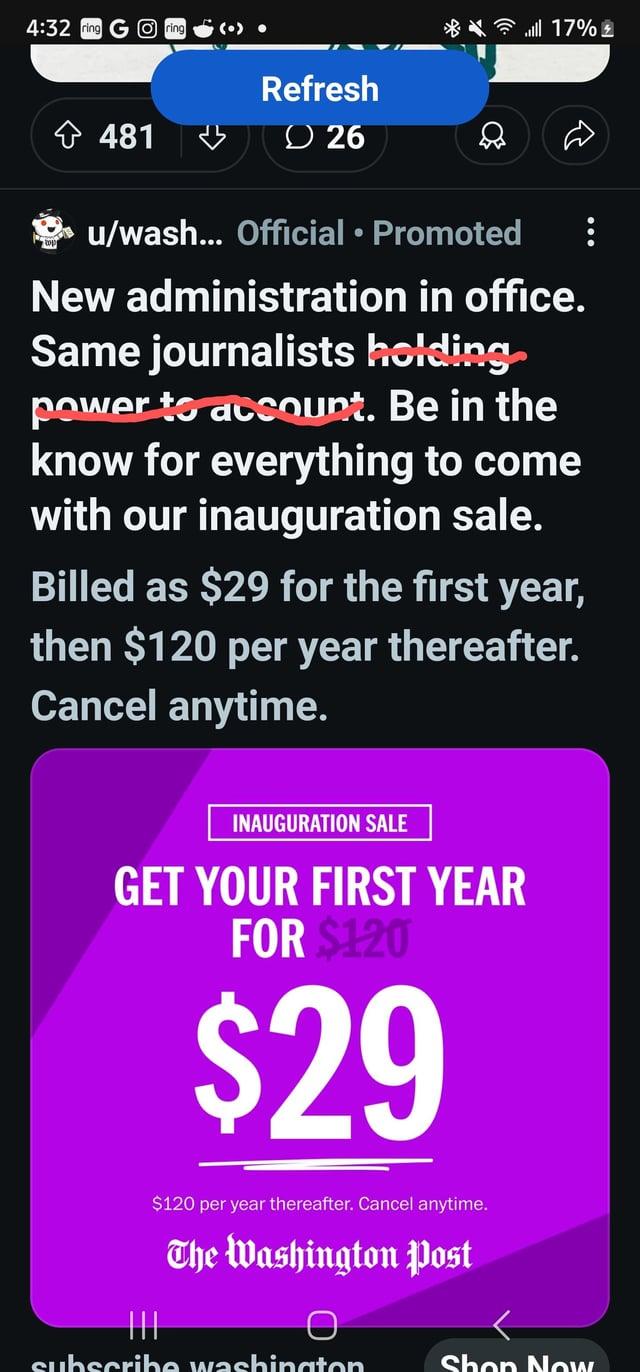 4:32 ring G ring 17%
Refresh
481 26
u/wash... Official • Promoted
New administration in office.
Same journalists holding
power to account. Be in the
know for everything to come
with our inauguration sale.
Billed as $29 for the first year,
then $120 per year thereafter.
Cancel anytime.
INAUGURATION SALE
GET YOUR FIRST YEAR
FOR $120
$29
$120 per year thereafter. Cancel anytime.
The Washington Post
subscribe.washington... Shop Now